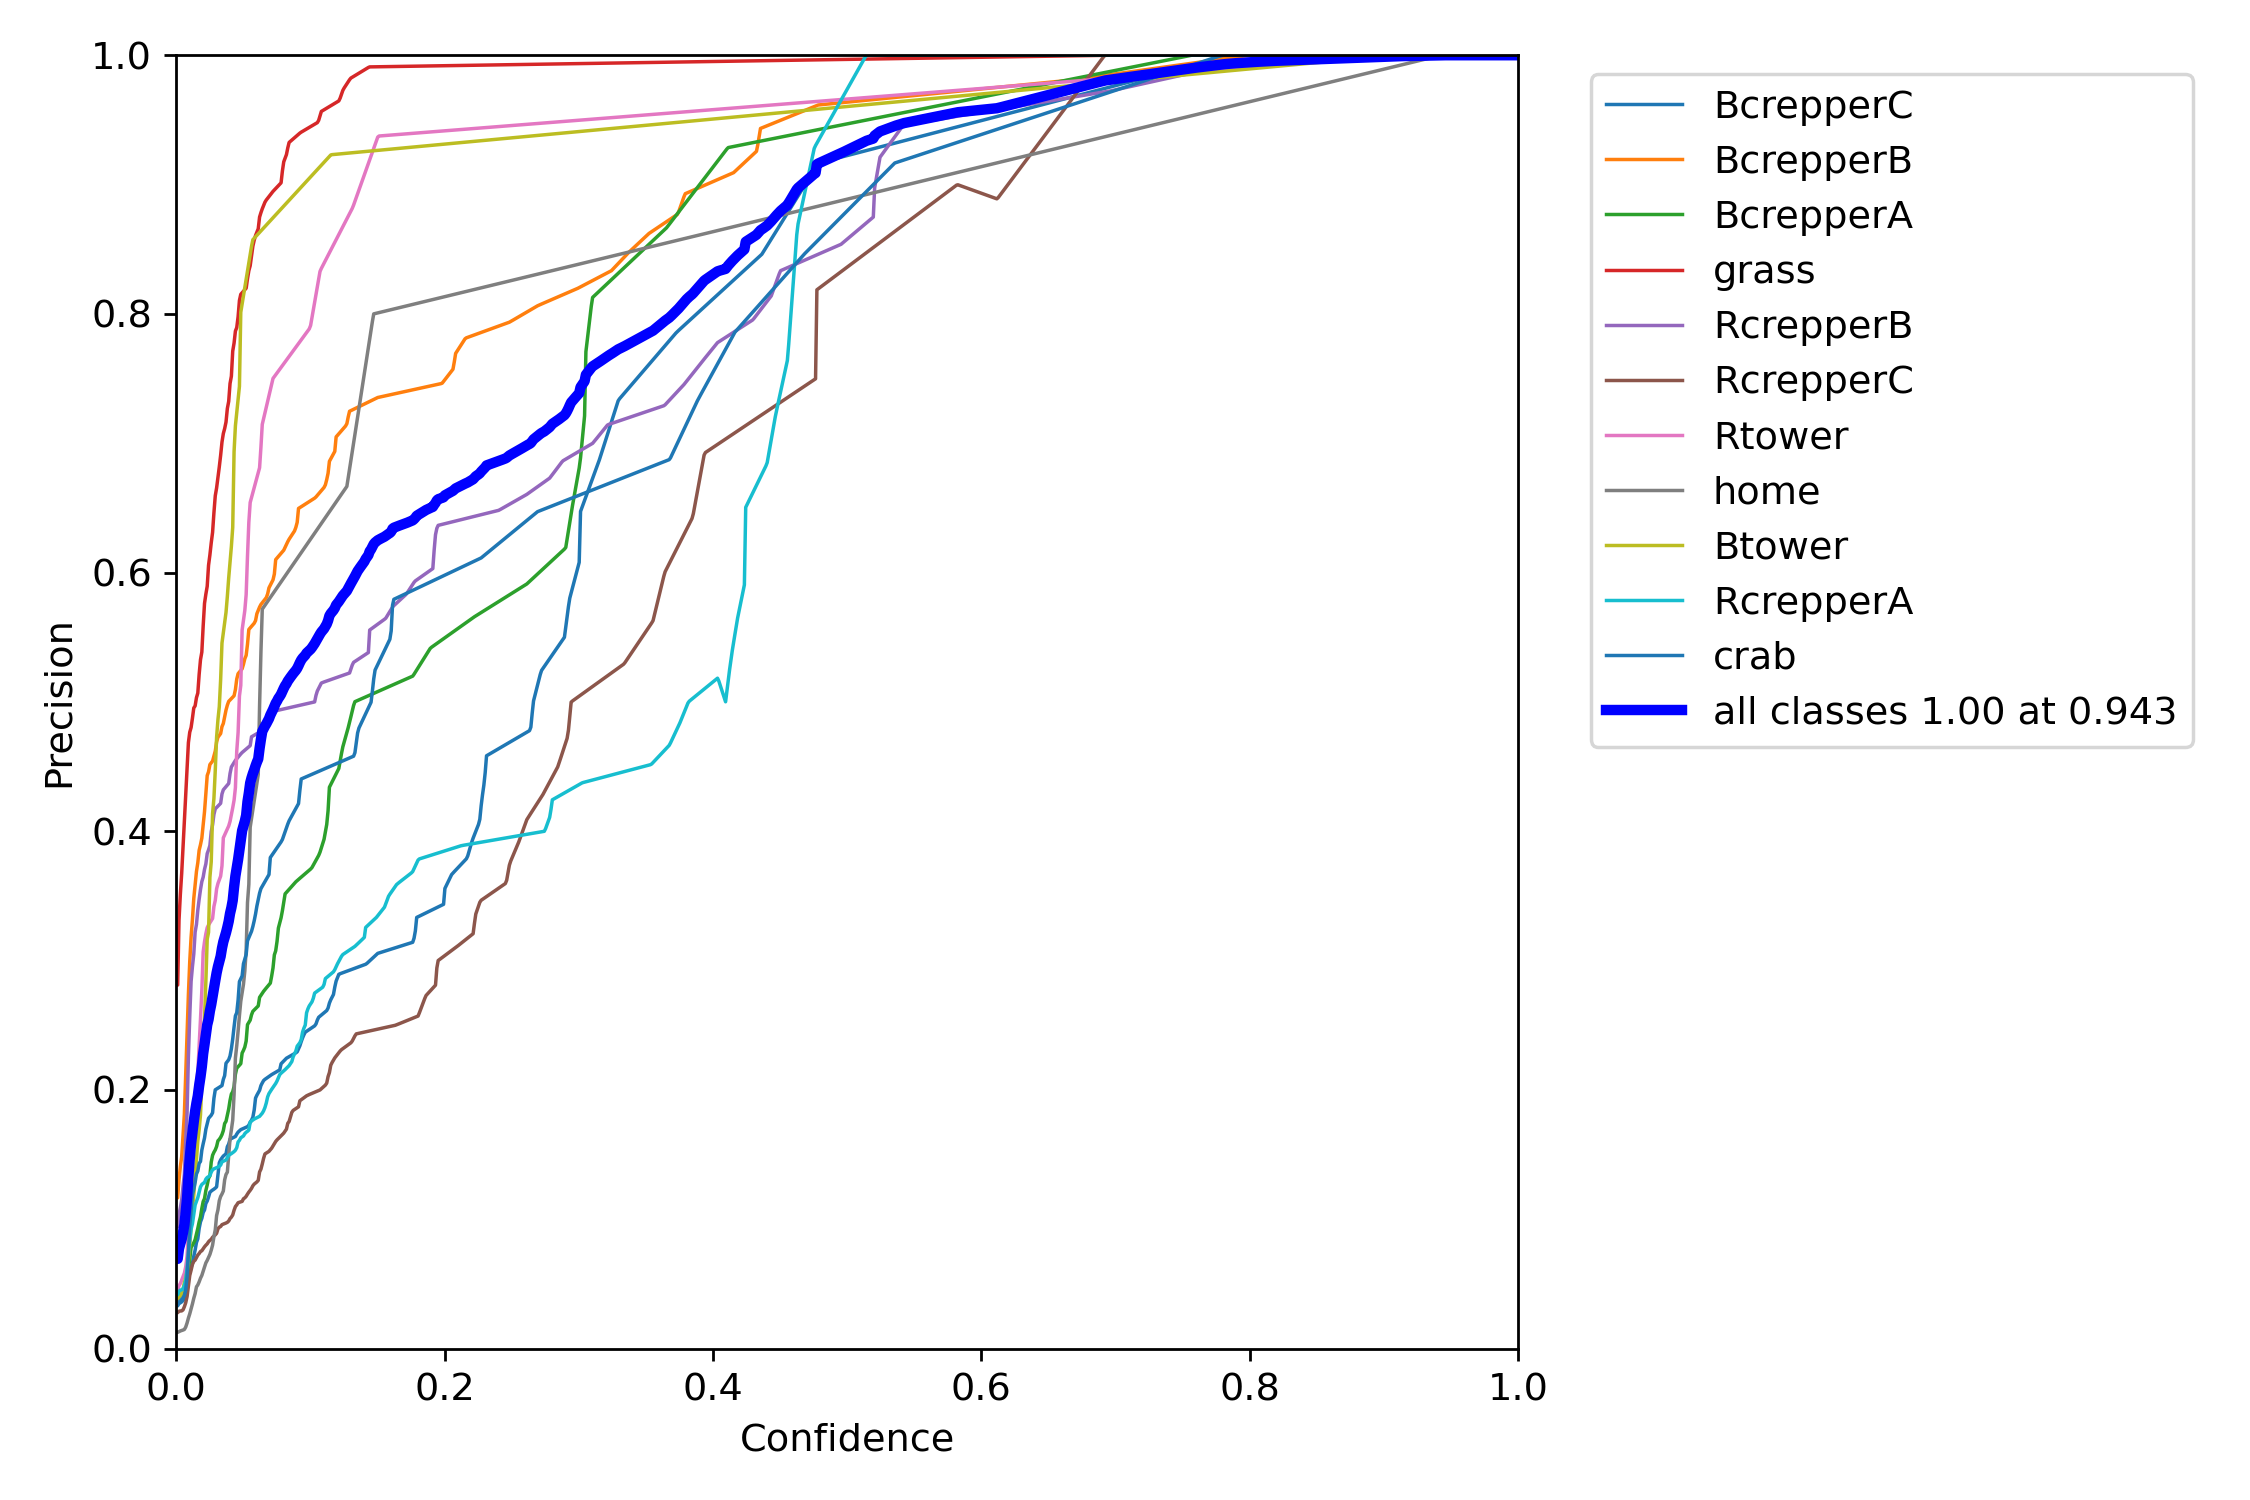 1.0
0.8
0.6
0.4
0.2
0.0
Precision
0.0 0.2 0.4 0.6 0.8 1.0
Confidence
BcrepperC
BcrepperB
BcrepperA
grass
RcrepperB
RcrepperC
Rtower
home
Btower
RcrepperA
crab
all classes 1.00 at 0.943